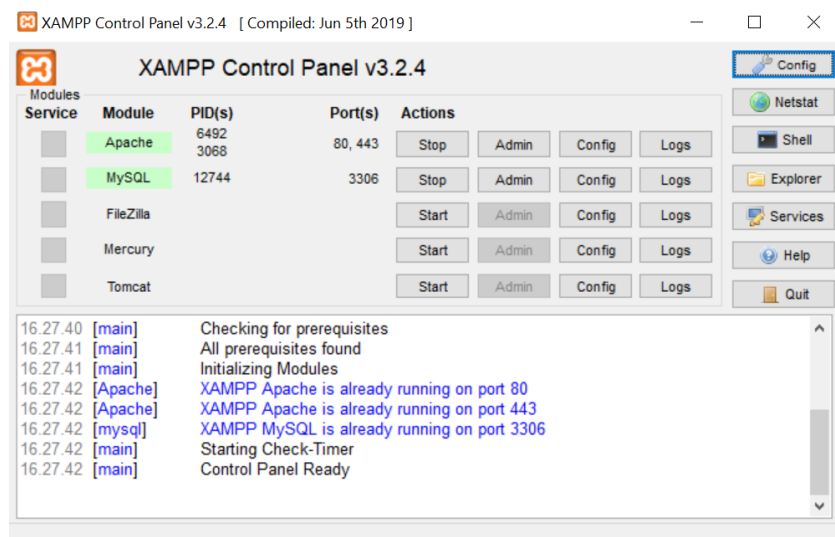 XAMPP Control Panel v3.2.4 [ Compiled: Jun 5th 2019 ]
XAMPP Control Panel v3.2.4
Config
Modules
Service Module PID(s) Port(s) Actions
Netstat
Apache 6492 3068 80, 443 Stop Admin Config Logs
Shell
MySQL 12744 3306 Stop Admin Config Logs
Explorer
FileZilla Start Admin Config Logs
Services
Mercury Start Admin Config Logs
Help
Tomcat Start Admin Config Logs
Quit
16.27.40 [main] Checking for prerequisites
16.27.41 [main] All prerequisites found
16.27.41 [main] Initializing Modules
16.27.42 [Apache] XAMPP Apache is already running on port 80
16.27.42 [Apache] XAMPP Apache is already running on port 443
16.27.42 [mysql] XAMPP MySQL is already running on port 3306
16.27.42 [main] Starting Check-Timer
16.27.42 [main] Control Panel Ready